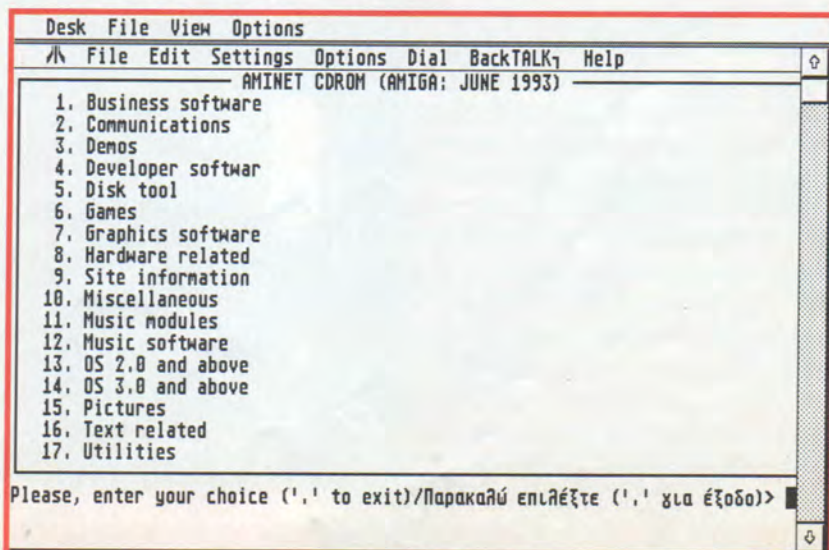 Desk File View Options
File Edit Settings Options Dial BackTALK┐ Help
AMINET CDROM (AMIGA: JUNE 1993)
1. Business software
2. Communications
3. Demos
4. Developer softwar
5. Disk tool
6. Games
7. Graphics software
8. Hardware related
9. Site information
10. Miscellaneous
11. Music modules
12. Music software
13. OS 2.0 and above
14. OS 3.0 and above
15. Pictures
16. Text related
17. Utilities
Please, enter your choice ('.' to exit)/Παρακαλώ επιλέξτε ('.' για έξοδο)>